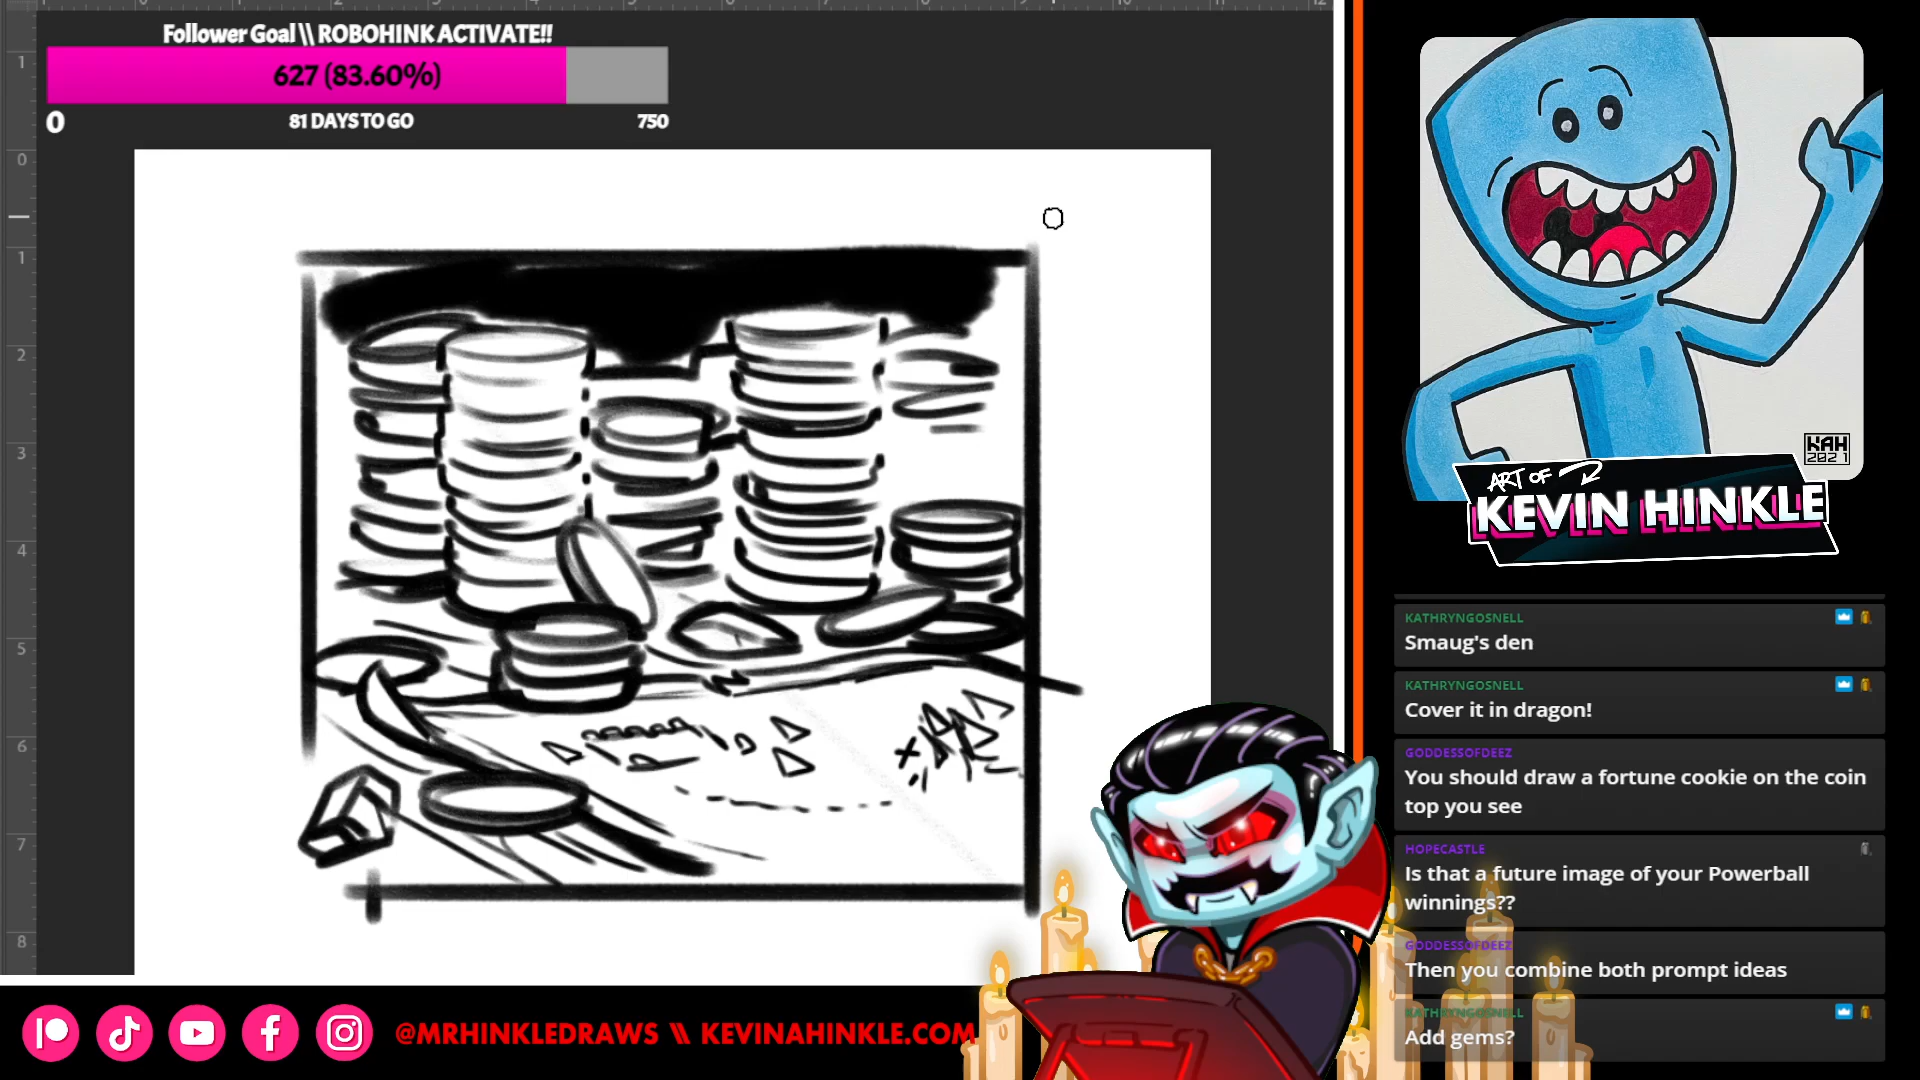 Follower Goal \\ ROBOHINK ACTIVATE!!
627 (83.60%)
0
81 DAYS TO GO
750
KAH
2021
ART OF
KEVIN HINKLE
KATHRYNGOSNELL
Smaug's den
KATHRYNGOSNELL
Cover it in dragon!
GODDESSOFDEEZ
You should draw a fortune cookie on the coin
top you see
HOPECASTLE
Is that a future image of your Powerball
winnings??
GODDESSOFDEEZ
Then you combine both prompt ideas
KATHRYNGOSNELL
Add gems?
@MRHINKLEDRAWS \\ KEVINAHINKLE.COM